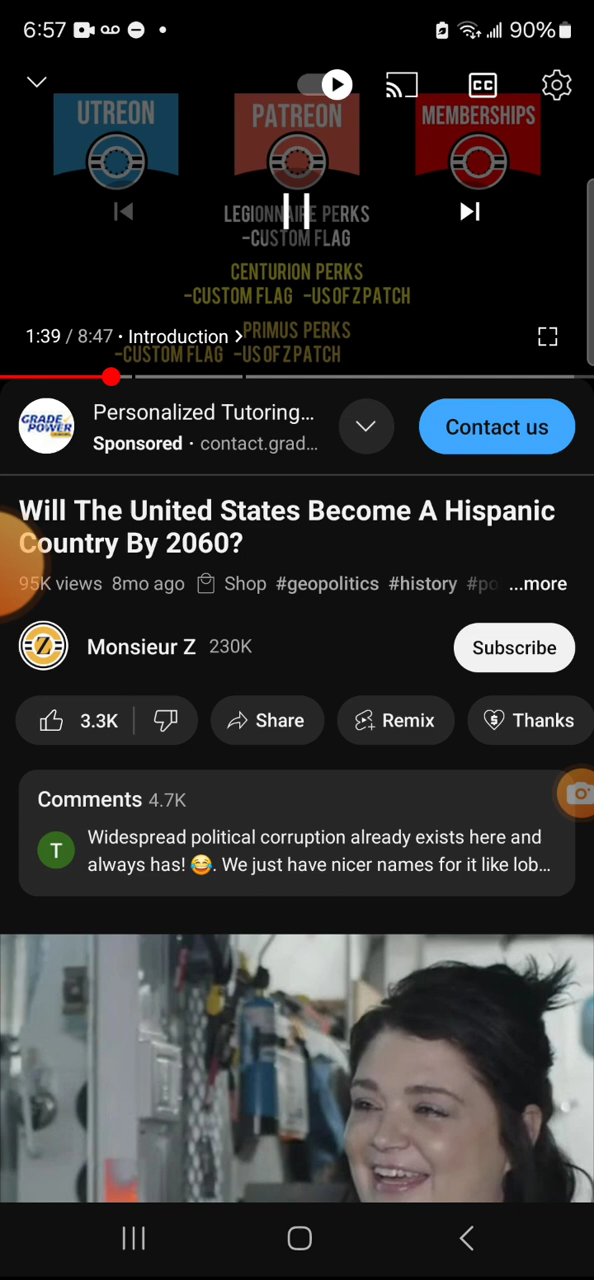 6:57
90%
UTREON
PATREON
MEMBERSHIPS
LEGIONNAIRE PERKS
-CUSTOM FLAG
CENTURION PERKS
-CUSTOM FLAG -US OF Z PATCH
1:39 / 8:47 · Introduction
PRIMUS PERKS
-CUSTOM FLAG -US OF Z PATCH
GRADE POWER
Personalized Tutoring...
Sponsored · contact.grad...
Contact us
Will The United States Become A Hispanic
Country By 2060?
95K views 8mo ago Shop #geopolitics #history #po ...more
Z
Monsieur Z 230K
Subscribe
3.3K
Share
Remix
Thanks
Comments 4.7K
T
Widespread political corruption already exists here and
always has! 😂. We just have nicer names for it like lob...